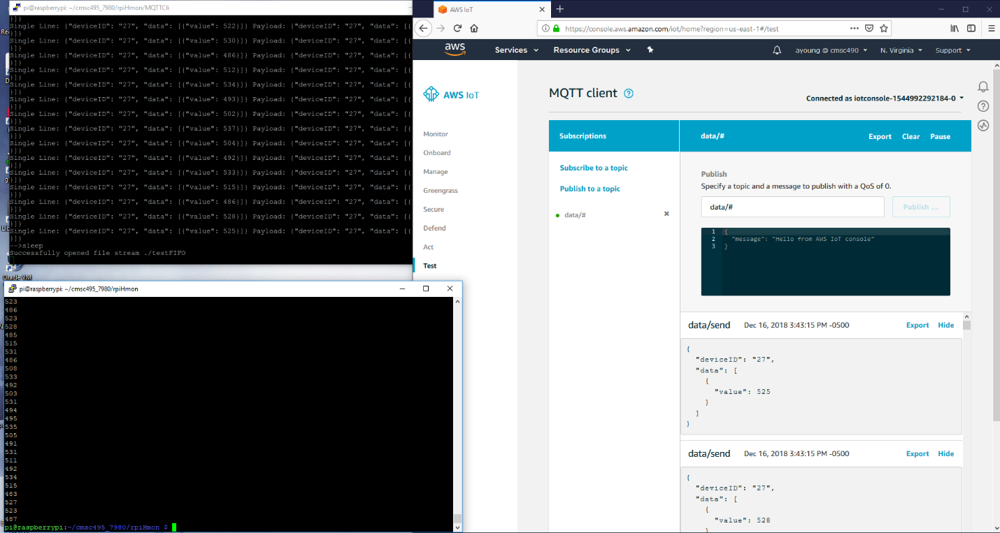 pi@raspberrypi: ~/cmsc495_7980/rpiHmon/MQTTCli
}]}
Single Line: {"deviceID": "27", "data": [{"value": 522}]} Payload: {"deviceID": "27", "data": [{
}]}
Single Line: {"deviceID": "27", "data": [{"value": 530}]} Payload: {"deviceID": "27", "data": [{
}]}
Single Line: {"deviceID": "27", "data": [{"value": 486}]} Payload: {"deviceID": "27", "data": [{
}]}
Single Line: {"deviceID": "27", "data": [{"value": 512}]} Payload: {"deviceID": "27", "data": [{
}]}
Single Line: {"deviceID": "27", "data": [{"value": 534}]} Payload: {"deviceID": "27", "data": [{
}]}
Single Line: {"deviceID": "27", "data": [{"value": 493}]} Payload: {"deviceID": "27", "data": [{
}]}
Single Line: {"deviceID": "27", "data": [{"value": 502}]} Payload: {"deviceID": "27", "data": [{
}]}
Single Line: {"deviceID": "27", "data": [{"value": 537}]} Payload: {"deviceID": "27", "data": [{
}]}
Single Line: {"deviceID": "27", "data": [{"value": 504}]} Payload: {"deviceID": "27", "data": [{
}]}
Single Line: {"deviceID": "27", "data": [{"value": 492}]} Payload: {"deviceID": "27", "data": [{
}]}
Single Line: {"deviceID": "27", "data": [{"value": 533}]} Payload: {"deviceID": "27", "data": [{
}]}
Single Line: {"deviceID": "27", "data": [{"value": 515}]} Payload: {"deviceID": "27", "data": [{
}]}
Single Line: {"deviceID": "27", "data": [{"value": 486}]} Payload: {"deviceID": "27", "data": [{
}]}
Single Line: {"deviceID": "27", "data": [{"value": 528}]} Payload: {"deviceID": "27", "data": [{
}]}
Single Line: {"deviceID": "27", "data": [{"value": 525}]} Payload: {"deviceID": "27", "data": [{
}]}
-->sleep
Successfully opened file stream ./testFIFO
Oracle VM
pi@raspberrypi: ~/cmsc495_7980/rpiHmon
523
486
523
528
485
515
531
486
508
533
492
503
531
494
495
535
505
491
531
511
492
534
515
483
527
523
487
pi@raspberrypi:~/cmsc495_7980/rpiHmon $
AWS IoT
https://console.aws.amazon.com/iot/home?region=us-east-1#/test
aws
Services
Resource Groups
ayoung @ cmsc490
N. Virginia
Support
AWS IoT
Monitor
Onboard
Manage
Greengrass
Secure
Defend
Act
Test
MQTT client
Connected as iotconsole-1544992292184-0
Subscriptions
Subscribe to a topic
Publish to a topic
data/#
data/#
Export Clear Pause
Publish
Specify a topic and a message to publish with a QoS of 0.
data/#
Publish ...
1 {
2 "message": "Hello from AWS IoT console"
3 }
data/send Dec 16, 2018 3:43:15 PM -0500 Export Hide
{
"deviceID": "27",
"data": [
{
"value": 525
}
]
}
data/send Dec 16, 2018 3:43:15 PM -0500 Export Hide
{
"deviceID": "27",
"data": [
{
"value": 528
}